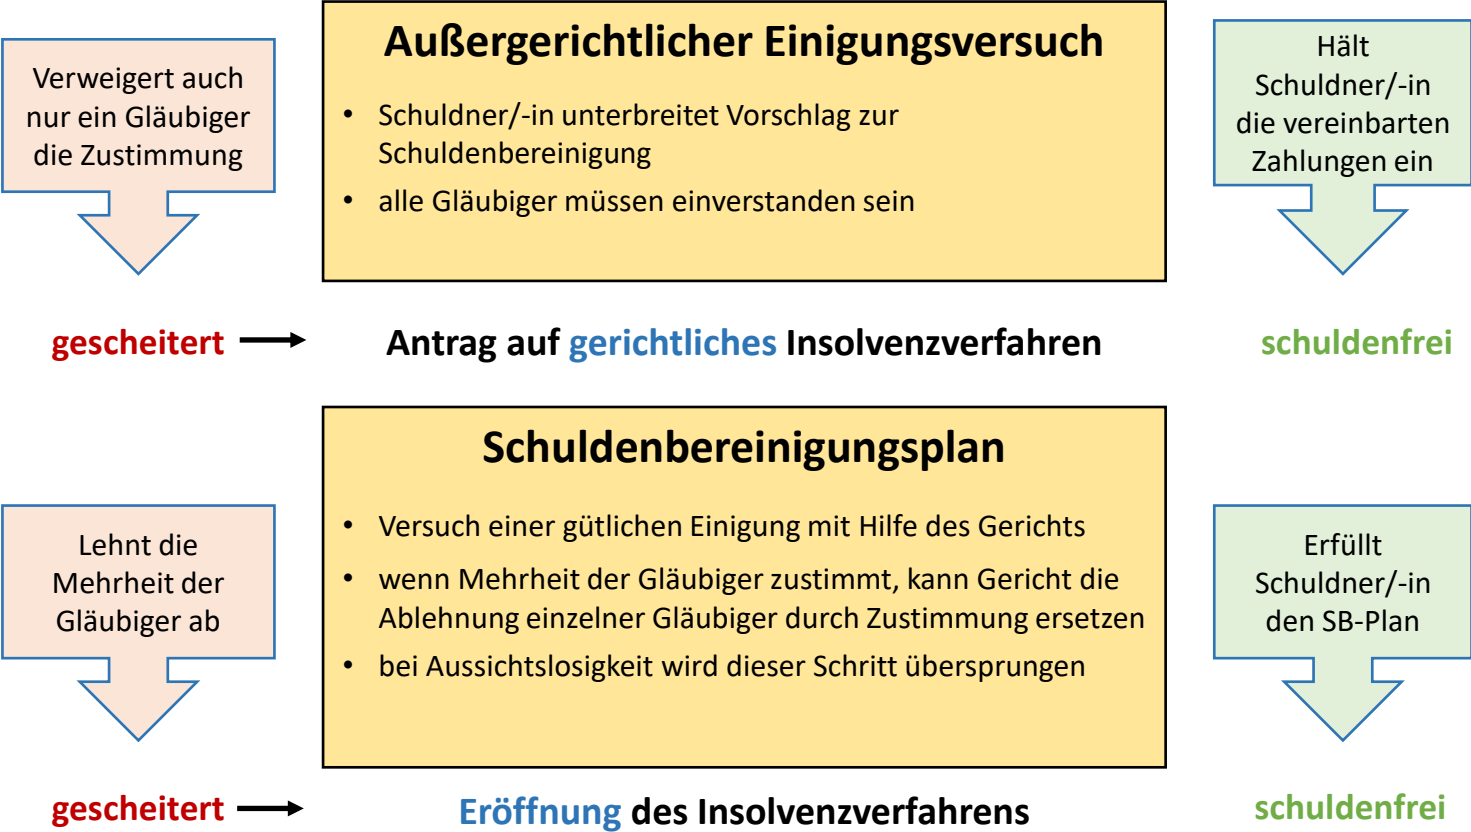 Außergerichtlicher Einigungsversuch
Verweigert auch
nur ein Gläubiger
die Zustimmung
• Schuldner/-in unterbreitet Vorschlag zur
Schuldenbereinigung
• alle Gläubiger müssen einverstanden sein
Hält
Schuldner/-in
die vereinbarten
Zahlungen ein
gescheitert
Antrag auf gerichtliches Insolvenzverfahren
schuldenfrei
Schuldenbereinigungsplan
Lehnt die
Mehrheit der
Gläubiger ab
• Versuch einer gütlichen Einigung mit Hilfe des Gerichts
• wenn Mehrheit der Gläubiger zustimmt, kann Gericht die
Ablehnung einzelner Gläubiger durch Zustimmung ersetzen
• bei Aussichtslosigkeit wird dieser Schritt übersprungen
Erfüllt
Schuldner/-in
den SB-Plan
gescheitert
Eröffnung des Insolvenzverfahrens
schuldenfrei